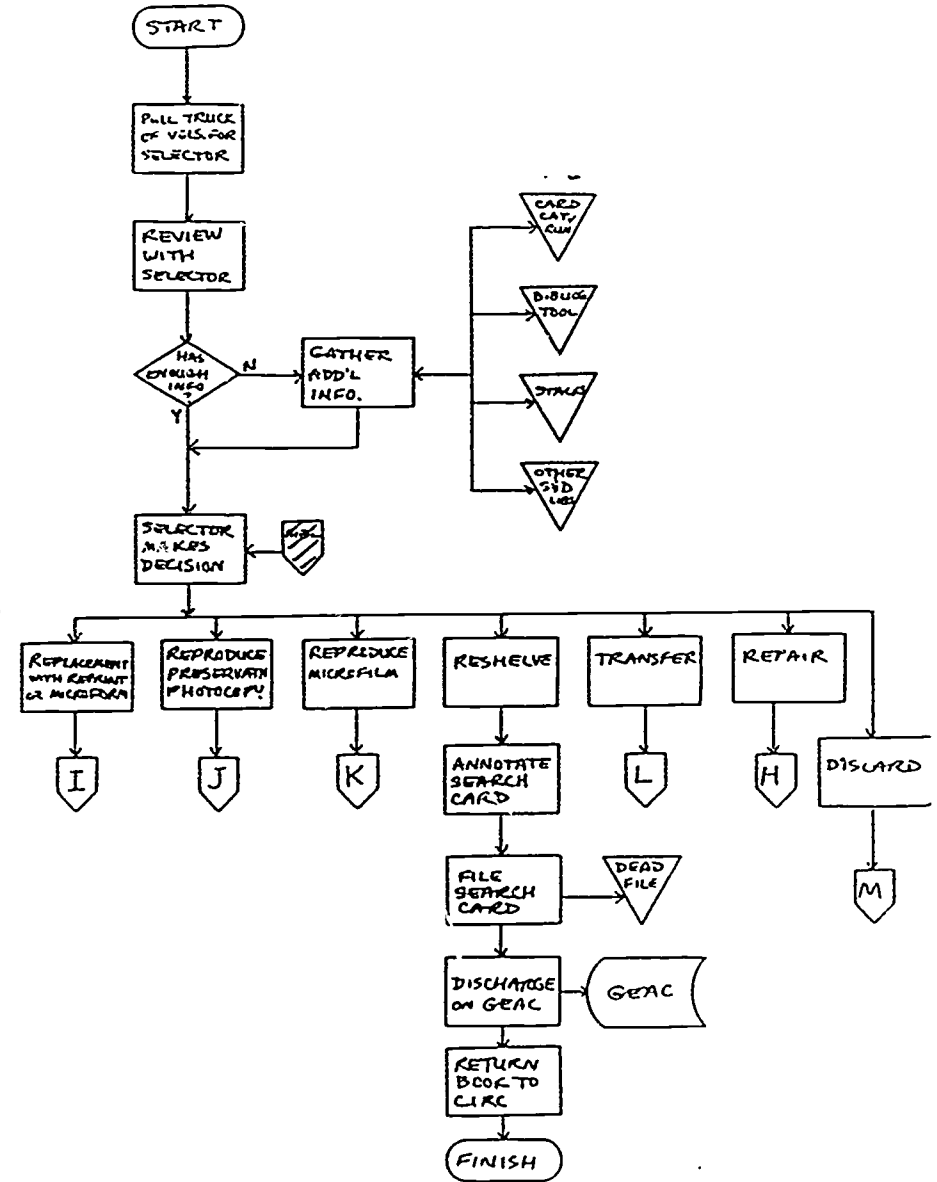 START
PULL TRUCK
OF VOLS. FOR
SELECTOR
REVIEW
WITH
SELECTOR
HAS
ENOUGH
INFO
?
N
Y
GATHER
ADD'L
INFO.
CARD
CAT/
RLIN
BIBLIOG
TOOL
STACKS
OTHER
LIBS
SELECTOR
MAKES
DECISION
REPLACEMENT
WITH REPRINT
OR MICROFORM
REPRODUCE
PRESERVATN
PHOTOCOPY
REPRODUCE
MICROFILM
RESHELVE
TRANSFER
REPAIR
DISCARD
I
J
K
L
H
M
ANNOTATE
SEARCH
CARD
FILE
SEARCH
CARD
DEAD
FILE
DISCHARGE
ON GEAC
GEAC
RETURN
BOOK TO
CIRC
FINISH